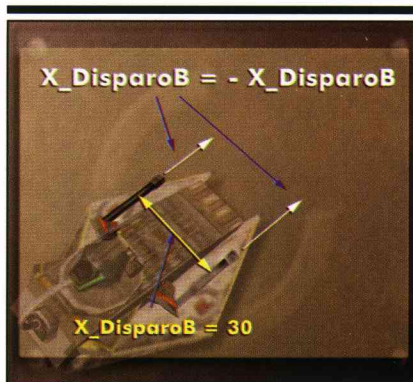 X_DisparoB = - X_DisparoB
X_DisparoB = 30